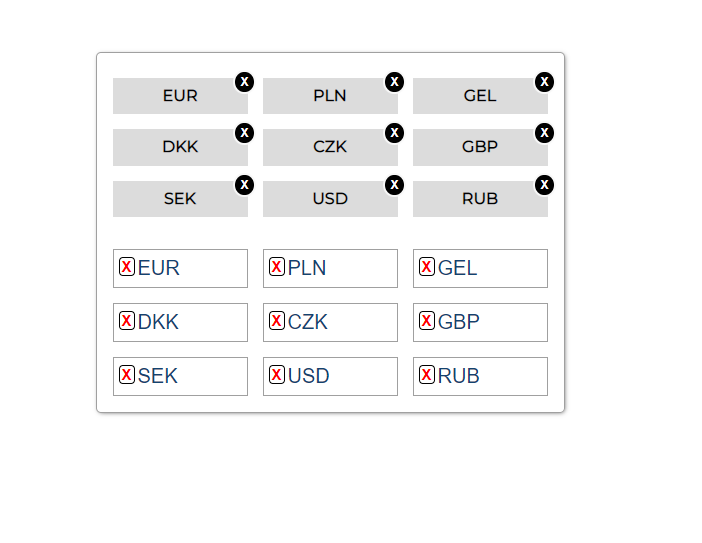 X X X
EUR PLN GEL
X X X
DKK CZK GBP
X X X
SEK USD RUB
X EUR X PLN X GEL
X DKK X CZK X GBP
X SEK X USD X RUB